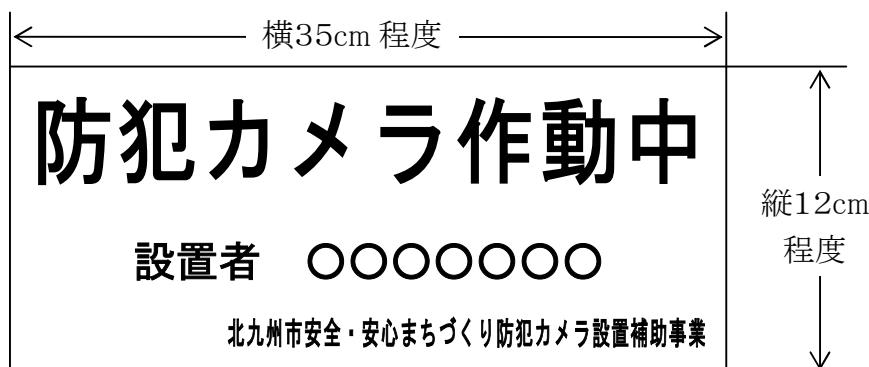 横35cm 程度
防犯カメラ作動中
縦12cm
程度
設置者　○○○○○○○
北九州市安全・安心まちづくり防犯カメラ設置補助事業